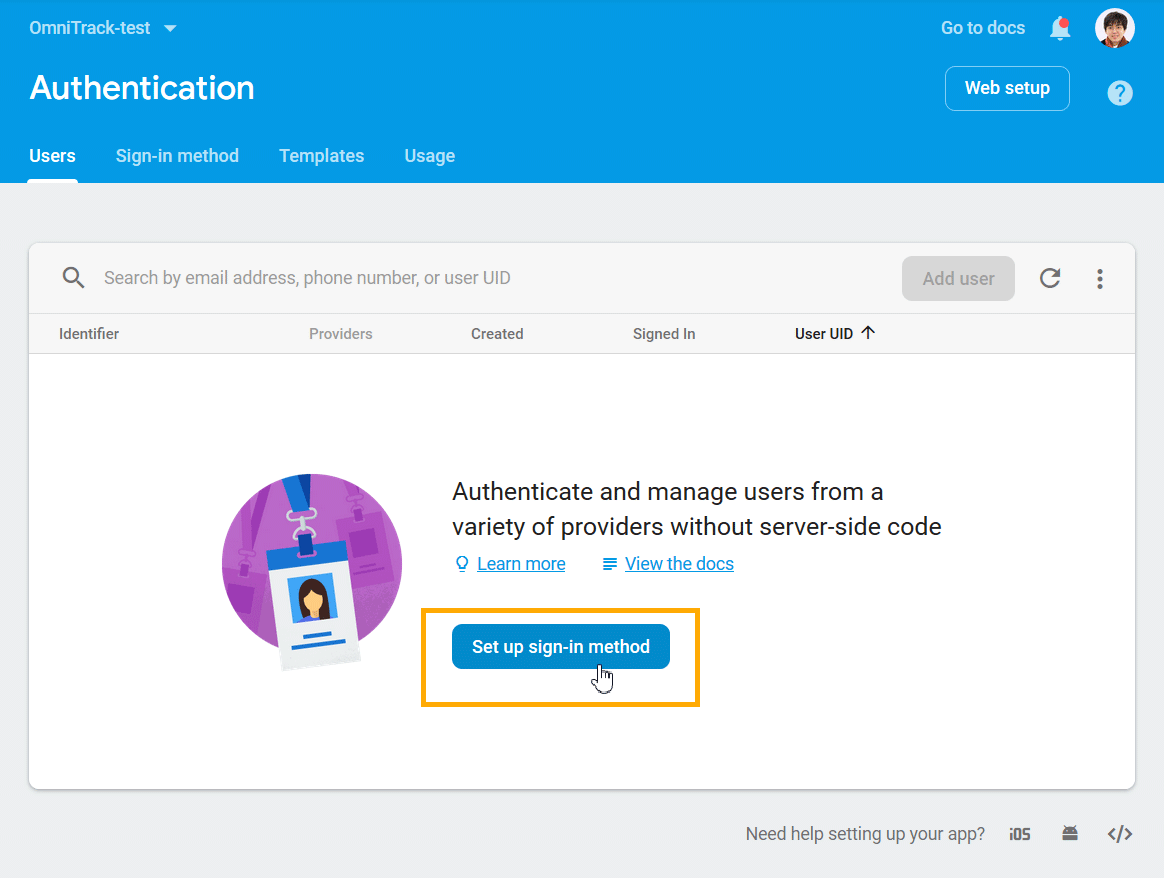 OmniTrack-test
Go to docs
Authentication
Web setup
?
Users Sign-in method Templates Usage
Search by email address, phone number, or user UID
Add user
Identifier Providers Created Signed In User UID
Authenticate and manage users from a
variety of providers without server-side code
Learn more View the docs
Set up sign-in method
Need help setting up your app? iOS </>